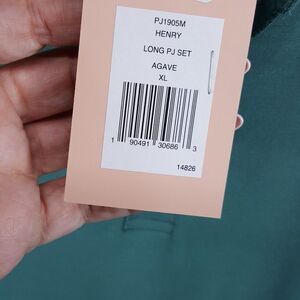 PJ1905M
HENRY
LONG PJ SET
AGAVE
XL
1 90491 30686 3
14826